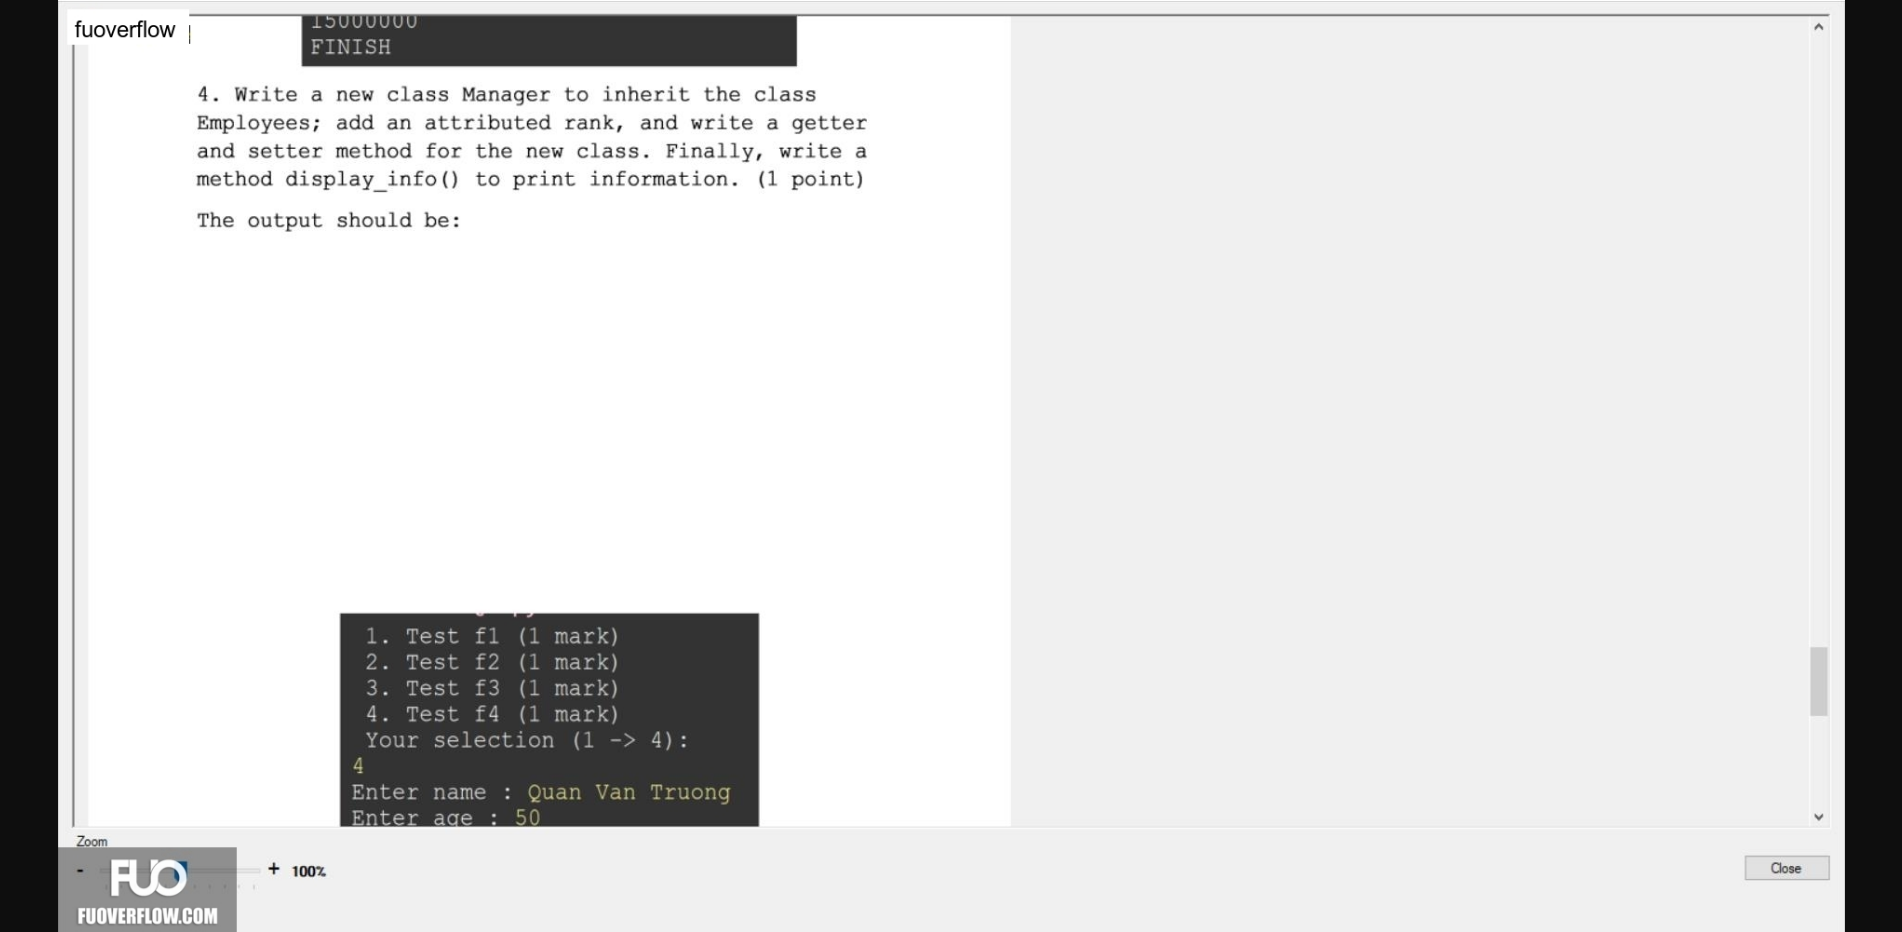 fuoverflow
15000000
FINISH
4. Write a new class Manager to inherit the class
Employees; add an attributed rank, and write a getter
and setter method for the new class. Finally, write a
method display_info() to print information. (1 point)
The output should be:
1. Test f1 (1 mark)
2. Test f2 (1 mark)
3. Test f3 (1 mark)
4. Test f4 (1 mark)
Your selection (1 -> 4):
4
Enter name : Quan Van Truong
Enter age : 50
Zoom
- + 100%
Close
FUO
FUOVERFLOW.COM